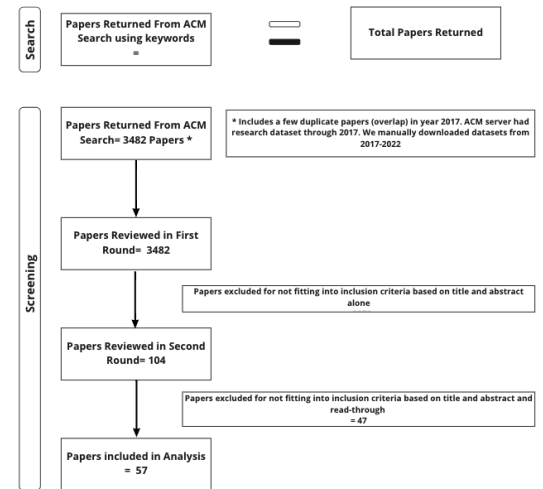 Search
Papers Returned From ACM
Search using keywords
=
Total Papers Returned
Screening
Papers Returned From ACM
Search= 3482 Papers *
* Includes a few duplicate papers (overlap) in year 2017. ACM server had
research dataset through 2017. We manually downloaded datasets from
2017-2022
Papers Reviewed in First
Round= 3482
Papers excluded for not fitting into inclusion criteria based on title and abstract
alone
Papers Reviewed in Second
Round= 104
Papers excluded for not fitting into inclusion criteria based on title and abstract and
read-through
= 47
Papers included in Analysis
= 57